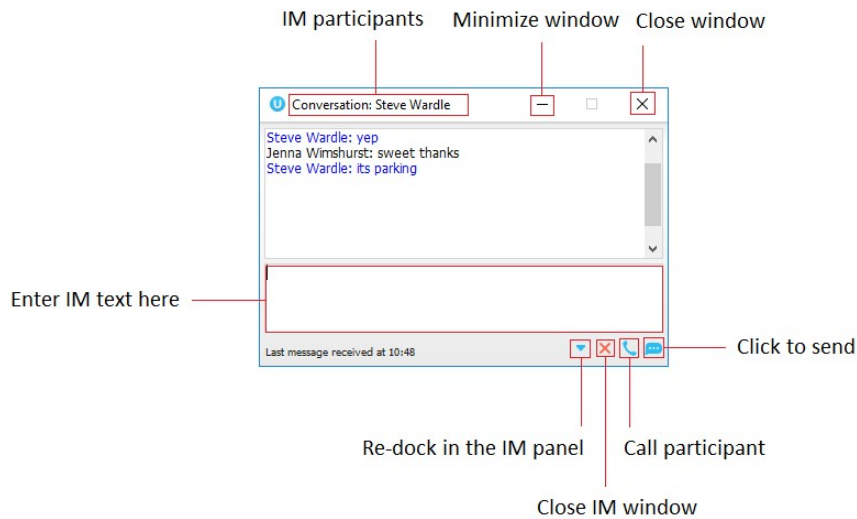 IM participants Minimize window Close window
U Conversation: Steve Wardle
Steve Wardle: yep
Jenna Wimshurst: sweet thanks
Steve Wardle: its parking
Enter IM text here
Last message received at 10:48
Click to send
Re-dock in the IM panel Call participant
Close IM window